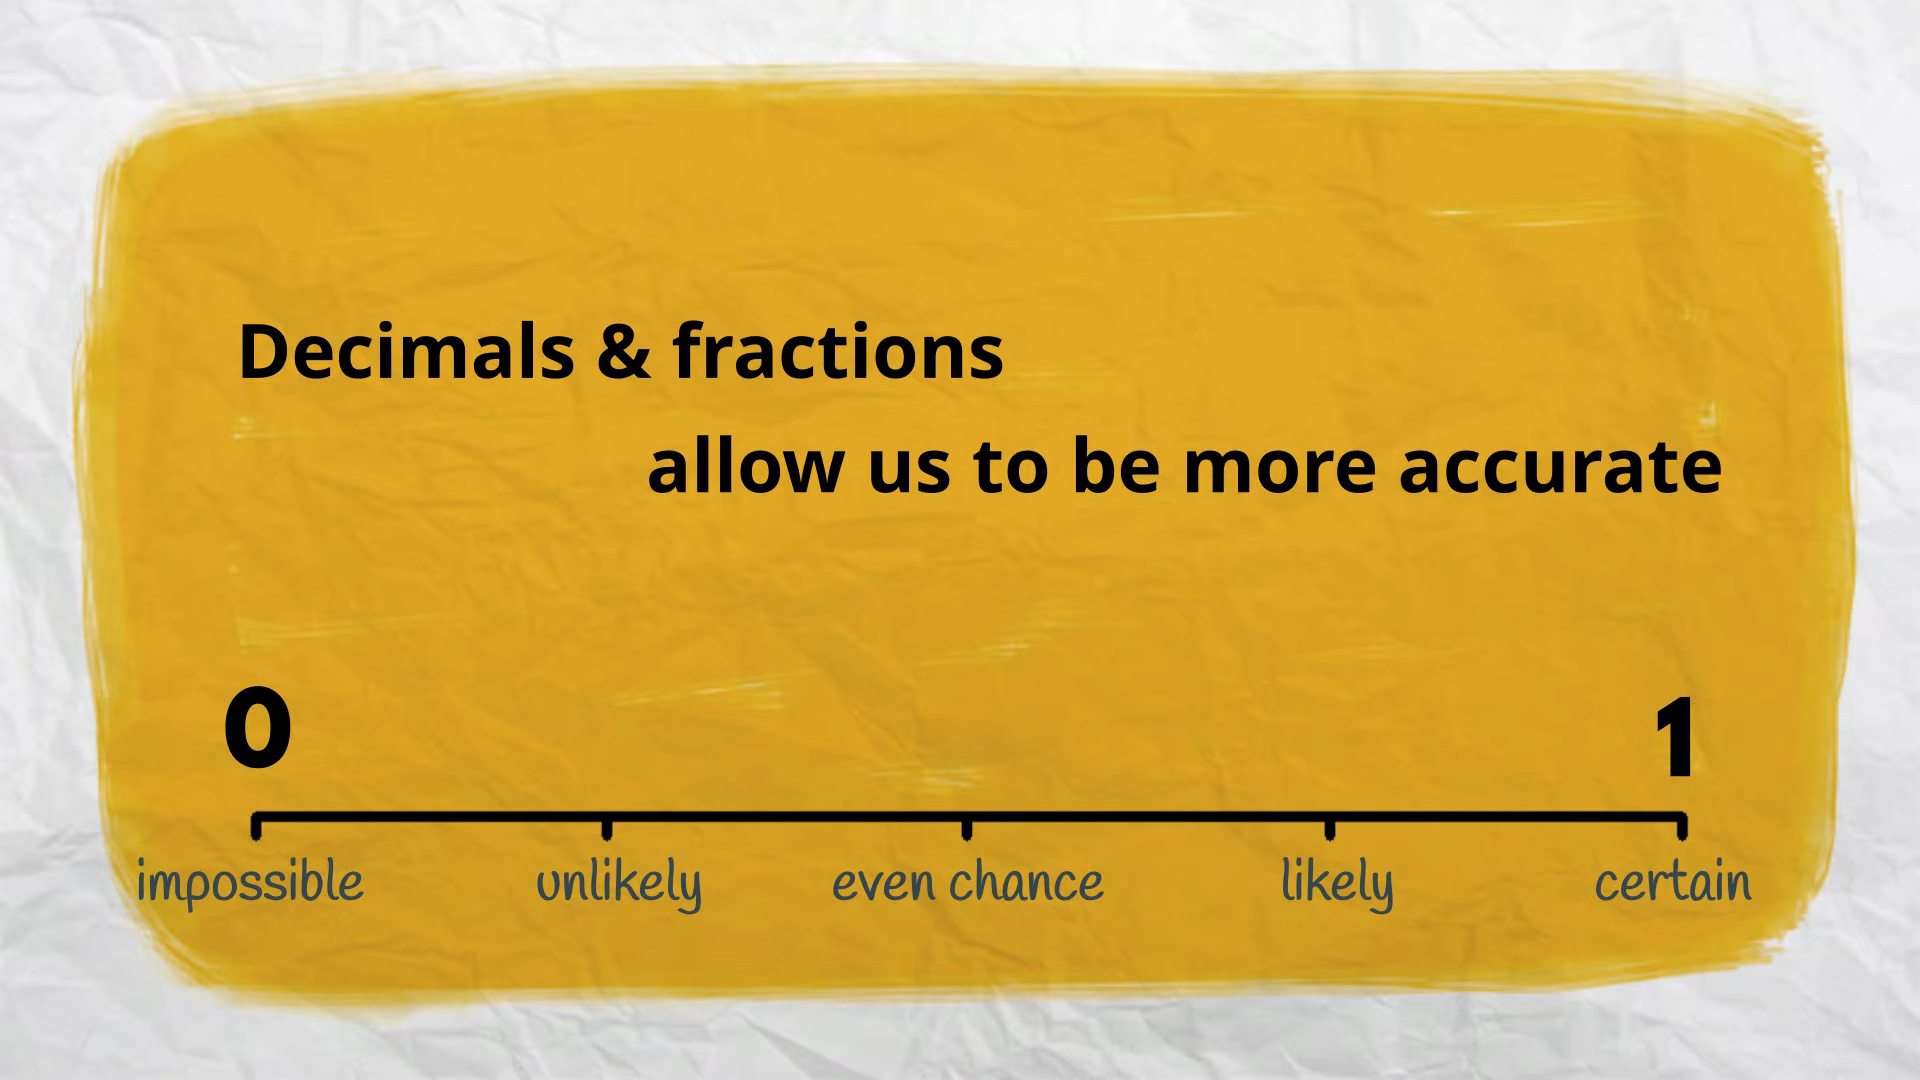 Decimals & fractions
allow us to be more accurate
0 1
impossible unlikely even chance likely certain